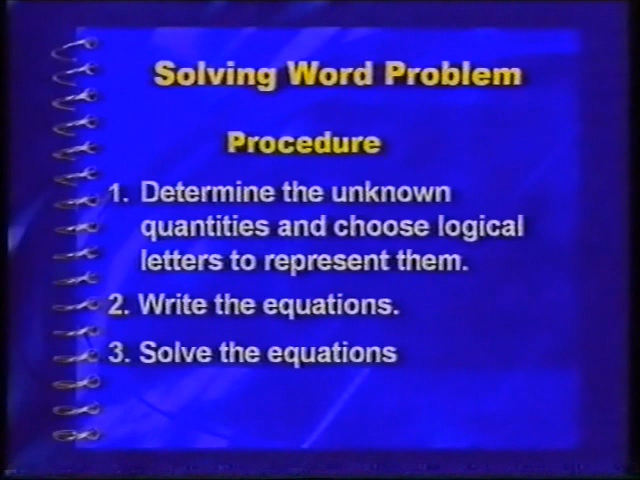 Solving Word Problem
Procedure
1. Determine the unknown
quantities and choose logical
letters to represent them.
2. Write the equations.
3. Solve the equations